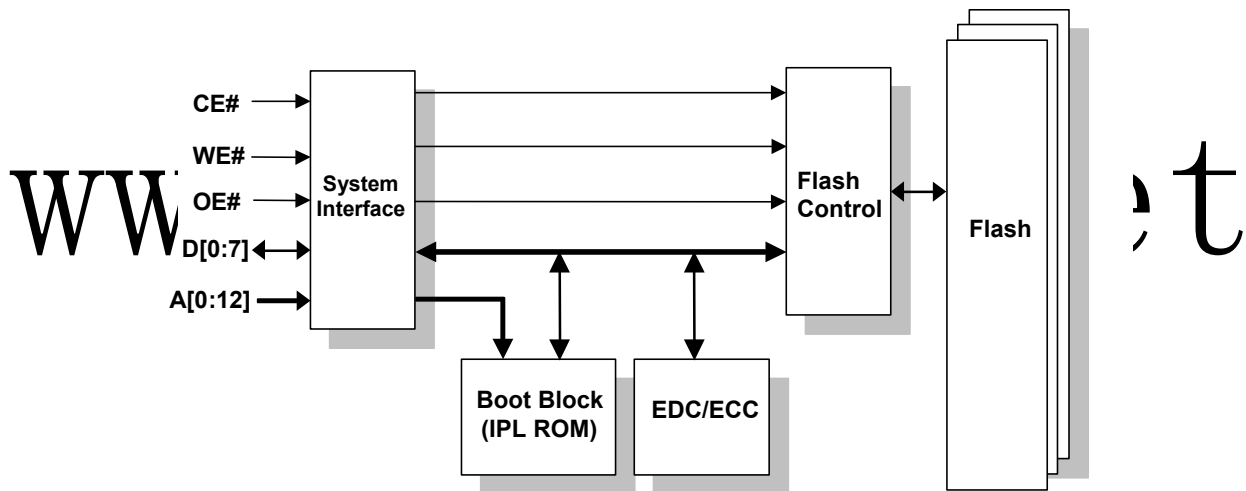 CE#
WE#
OE#
D[0:7]
A[0:12]
System
Interface
Flash
Control
Flash
Boot Block
(IPL ROM)
EDC/ECC